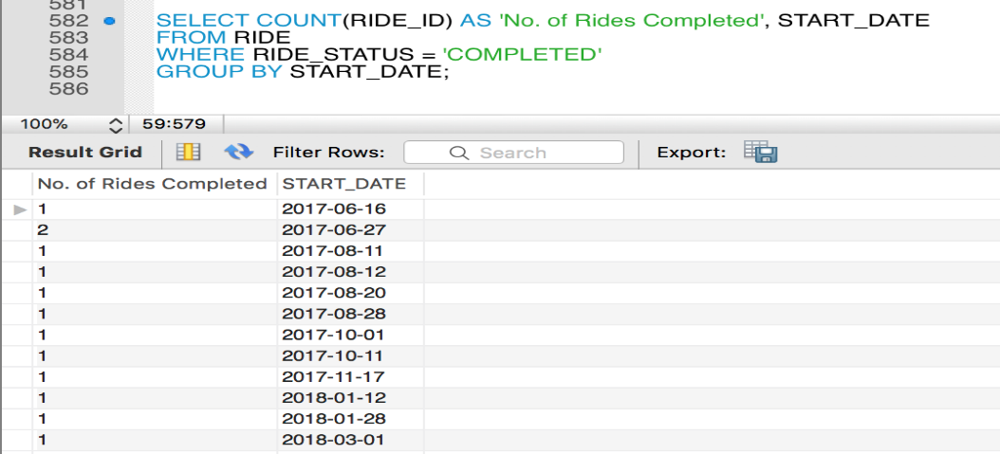 581
582 SELECT COUNT(RIDE_ID) AS 'No. of Rides Completed', START_DATE
583 FROM RIDE
584 WHERE RIDE_STATUS = 'COMPLETED'
585 GROUP BY START_DATE;
586
100% 59:579
Result Grid Filter Rows: Search Export:
No. of Rides Completed START_DATE
1 2017-06-16
2 2017-06-27
1 2017-08-11
1 2017-08-12
1 2017-08-20
1 2017-08-28
1 2017-10-01
1 2017-10-11
1 2017-11-17
1 2018-01-12
1 2018-01-28
1 2018-03-01